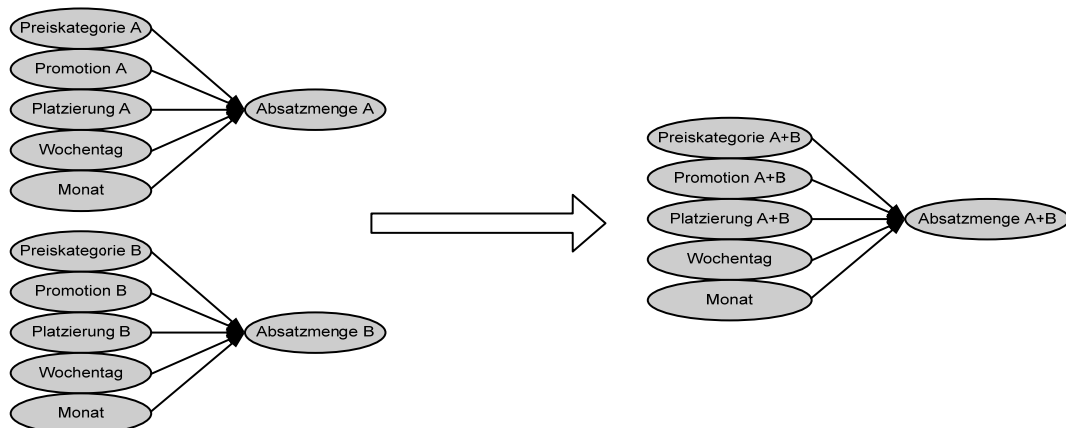 Preiskategorie A
Promotion A
Platzierung A
Wochentag
Monat
Absatzmenge A
Preiskategorie B
Promotion B
Platzierung B
Wochentag
Monat
Absatzmenge B
Preiskategorie A+B
Promotion A+B
Platzierung A+B
Wochentag
Monat
Absatzmenge A+B